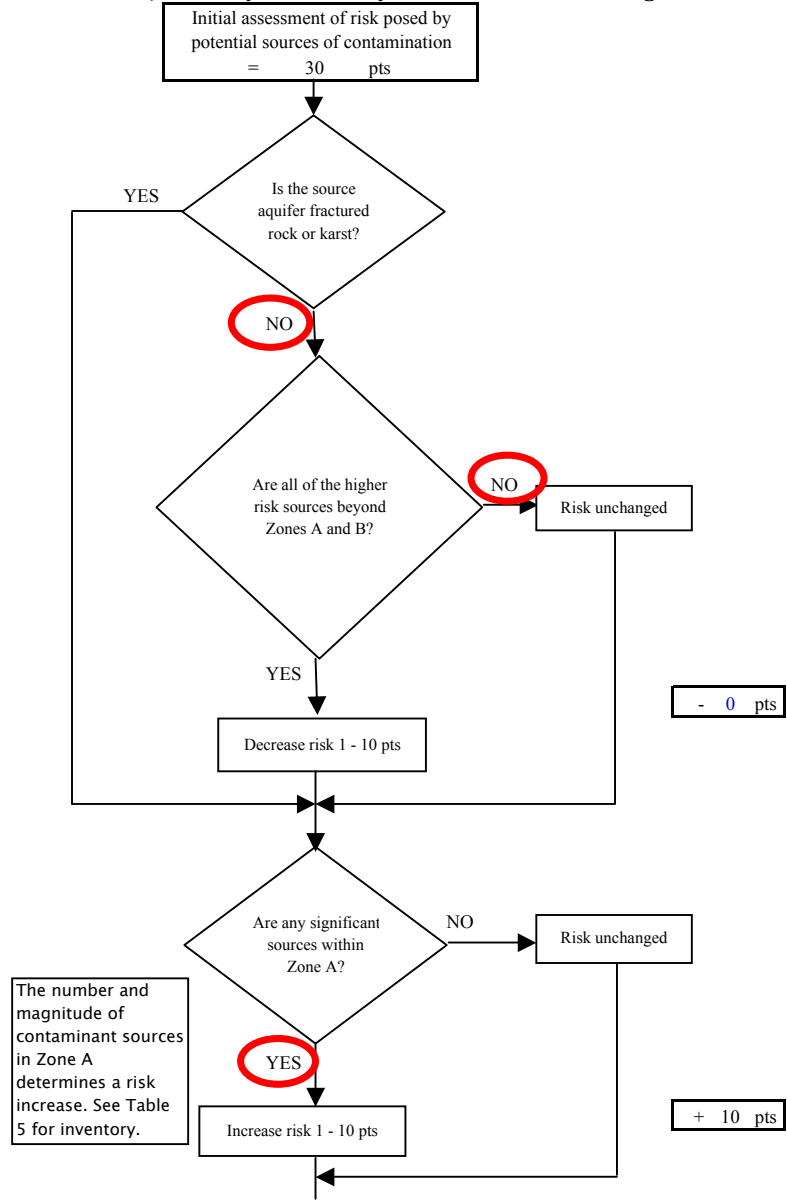 Initial assessment of risk posed by
potential sources of contamination
= 30 pts
YES
Is the source
aquifer fractured
rock or karst?
NO
Are all of the higher
risk sources beyond
Zones A and B?
NO
Risk unchanged
YES
- 0 pts
Decrease risk 1 - 10 pts
Are any significant
sources within
Zone A?
NO
Risk unchanged
The number and
magnitude of
contaminant sources
in Zone A
determines a risk
increase. See Table
5 for inventory.
YES
Increase risk 1 - 10 pts
+ 10 pts